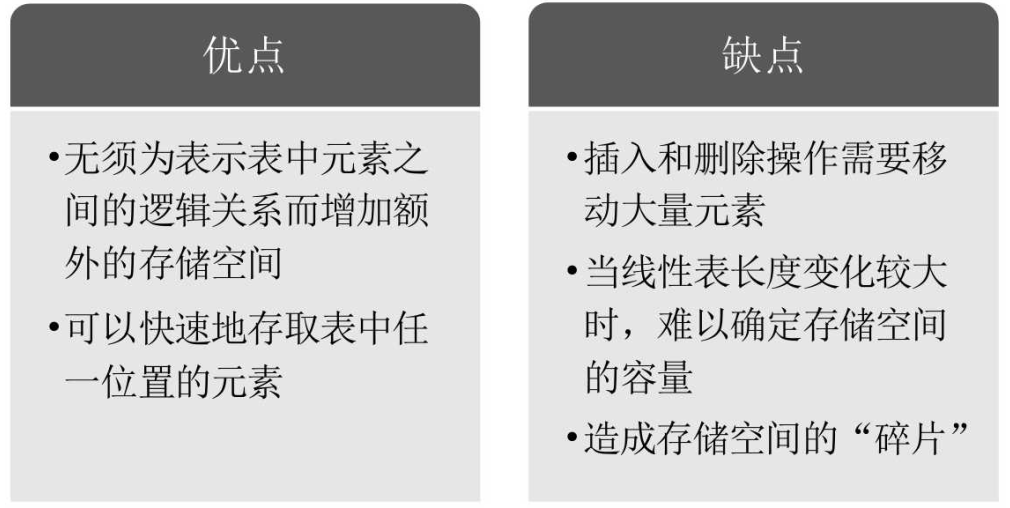 优点
•无须为表示表中元素之
间的逻辑关系而增加额
外的存储空间
•可以快速地存取表中任
一位置的元素
缺点
•插入和删除操作需要移
动大量元素
•当线性表长度变化较大
时，难以确定存储空间
的容量
•造成存储空间的“碎片”